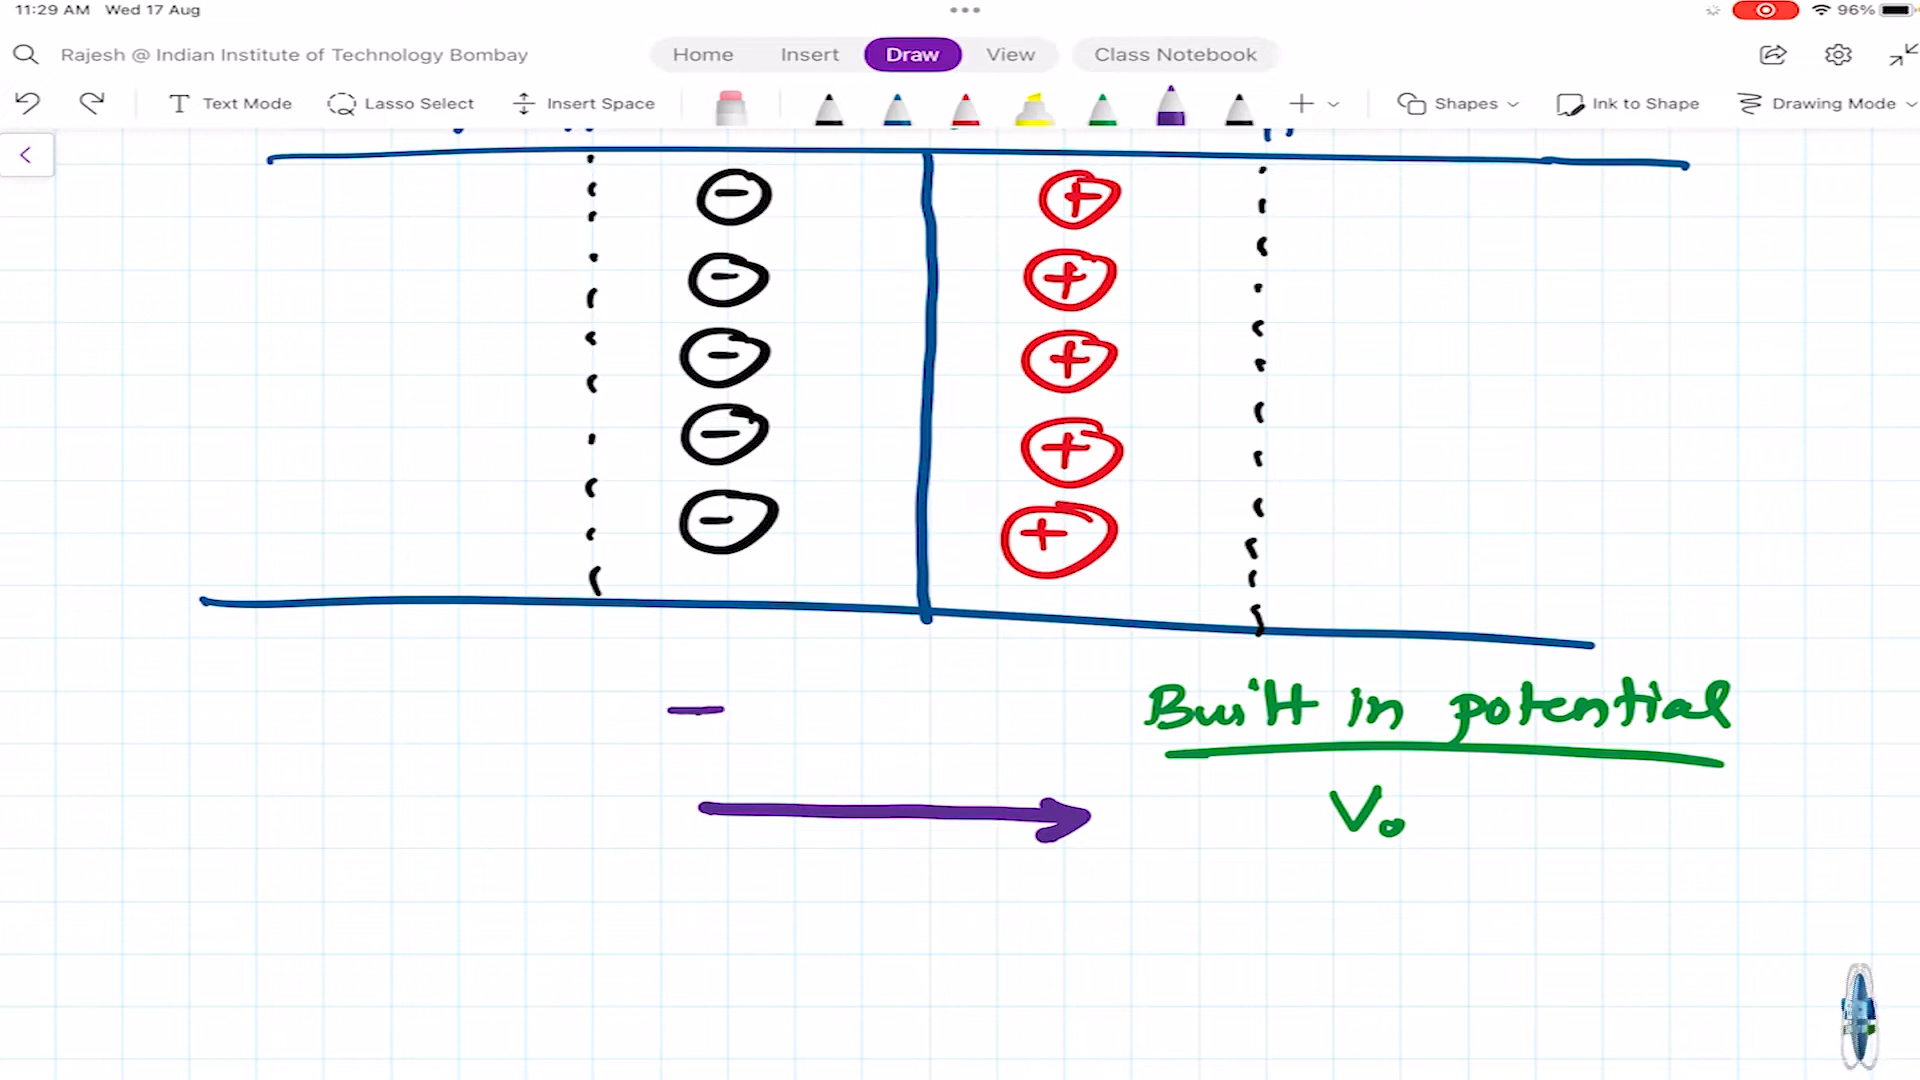 11:29 AM Wed 17 Aug
96%
Rajesh @ Indian Institute of Technology Bombay
Home Insert Draw View Class Notebook
Text Mode Lasso Select Insert Space Shapes Ink to Shape Drawing Mode
- +
- +
- +
- +
- +
-
Built in potential
V₀